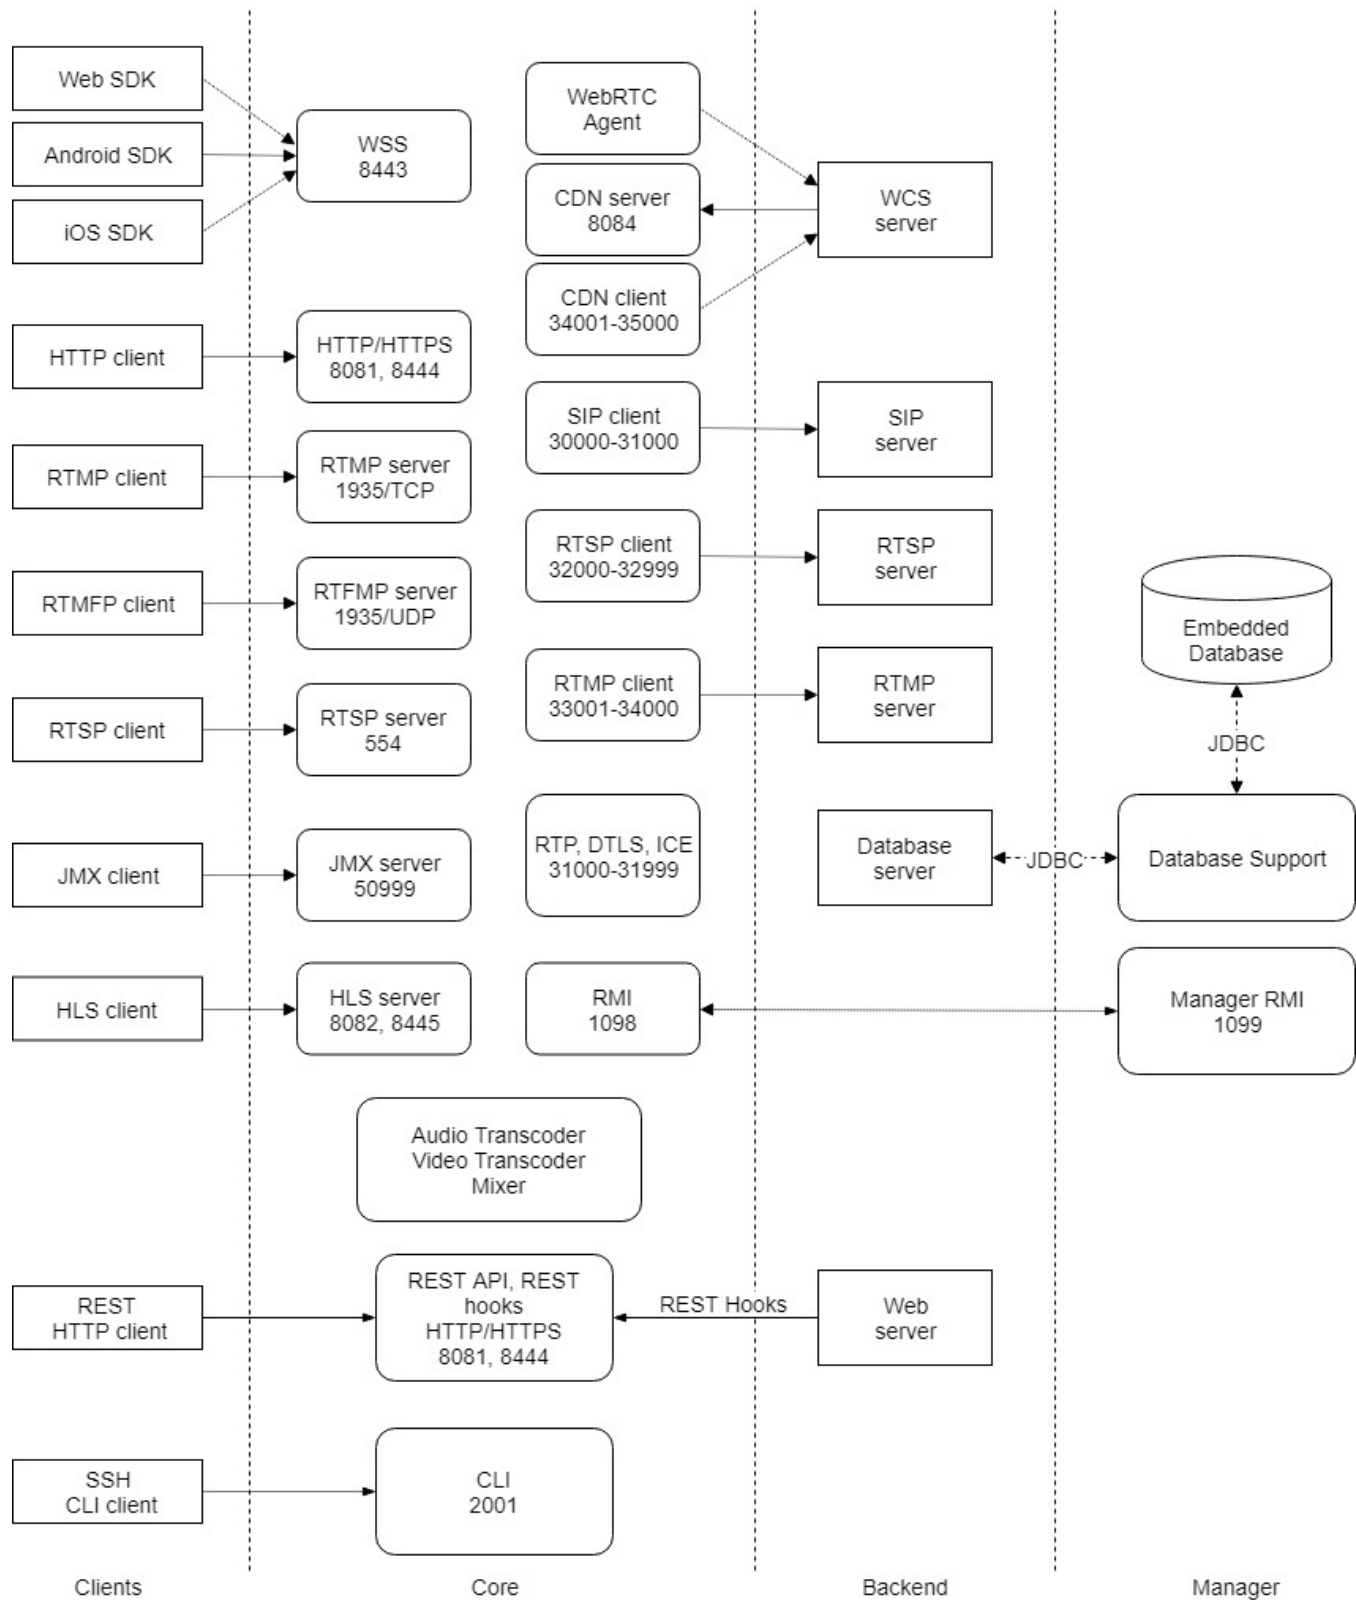 Web SDK
Android SDK
iOS SDK
HTTP client
RTMP client
RTMFP client
RTSP client
JMX client
HLS client
REST
HTTP client
SSH
CLI client
Clients
WSS
8443
HTTP/HTTPS
8081, 8444
RTMP server
1935/TCP
RTFMP server
1935/UDP
RTSP server
554
JMX server
50999
HLS server
8082, 8445
WebRTC
Agent
CDN server
8084
CDN client
34001-35000
SIP client
30000-31000
RTSP client
32000-32999
RTMP client
33001-34000
RTP, DTLS, ICE
31000-31999
RMI
1098
Audio Transcoder
Video Transcoder
Mixer
REST API, REST
hooks
HTTP/HTTPS
8081, 8444
CLI
2001
Core
REST Hooks
WCS
server
SIP
server
RTSP
server
RTMP
server
Database
server
Web
server
Backend
JDBC
Embedded
Database
JDBC
Database Support
Manager RMI
1099
Manager